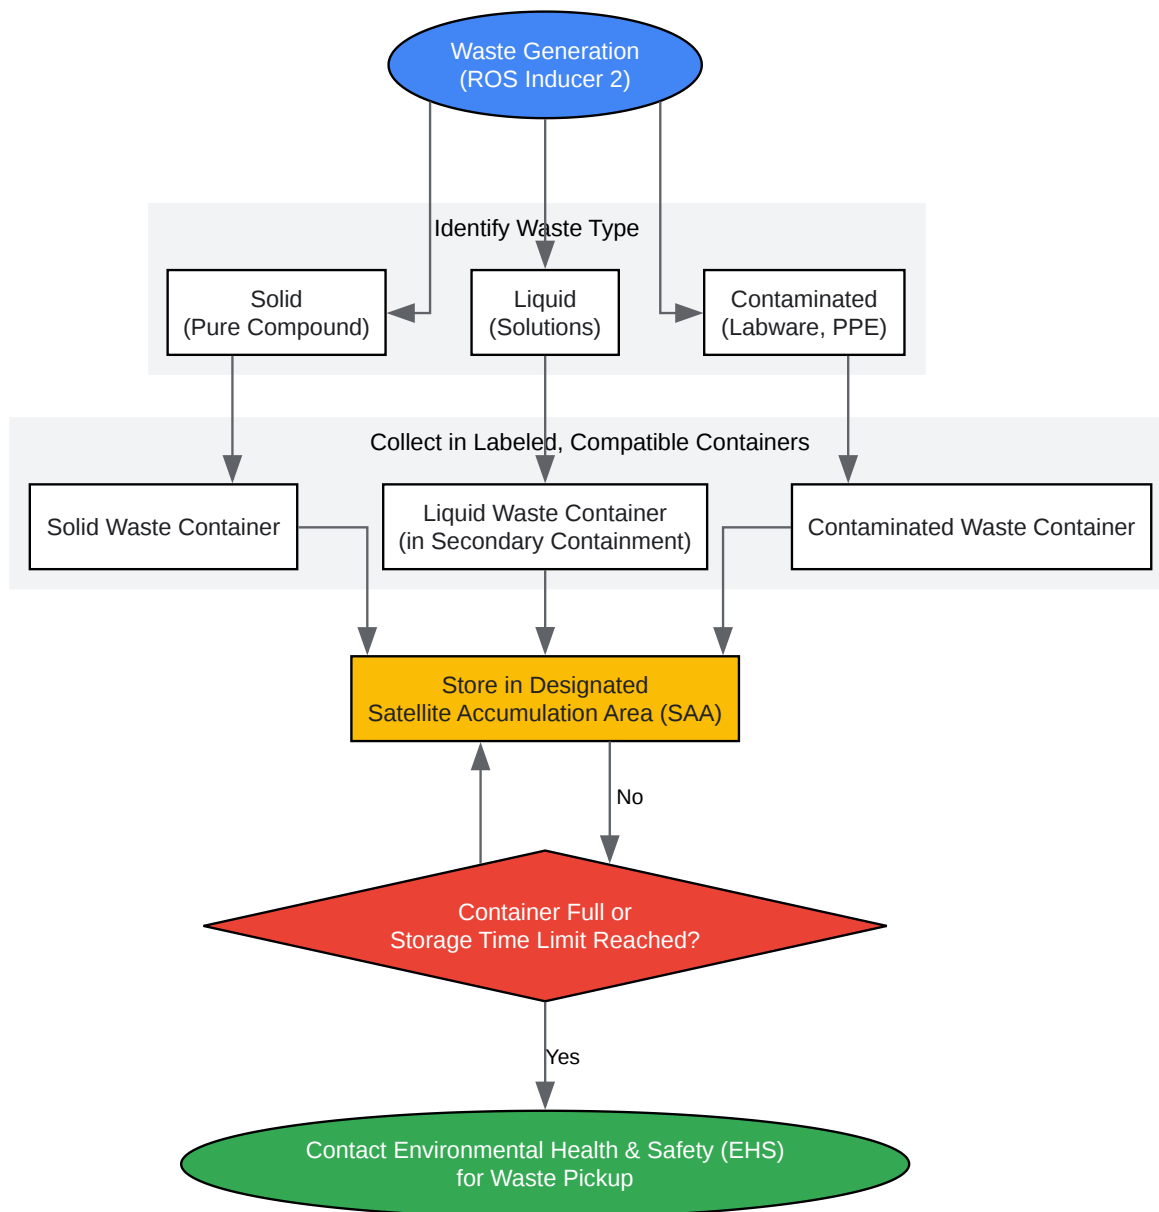 Waste Generation
(ROS Inducer 2)
Identify Waste Type
Solid
(Pure Compound)
Liquid
(Solutions)
Contaminated
(Labware, PPE)
Collect in Labeled, Compatible Containers
Solid Waste Container
Liquid Waste Container
(in Secondary Containment)
Contaminated Waste Container
Store in Designated
Satellite Accumulation Area (SAA)
No
Container Full or
Storage Time Limit Reached?
Yes
Contact Environmental Health & Safety (EHS)
for Waste Pickup